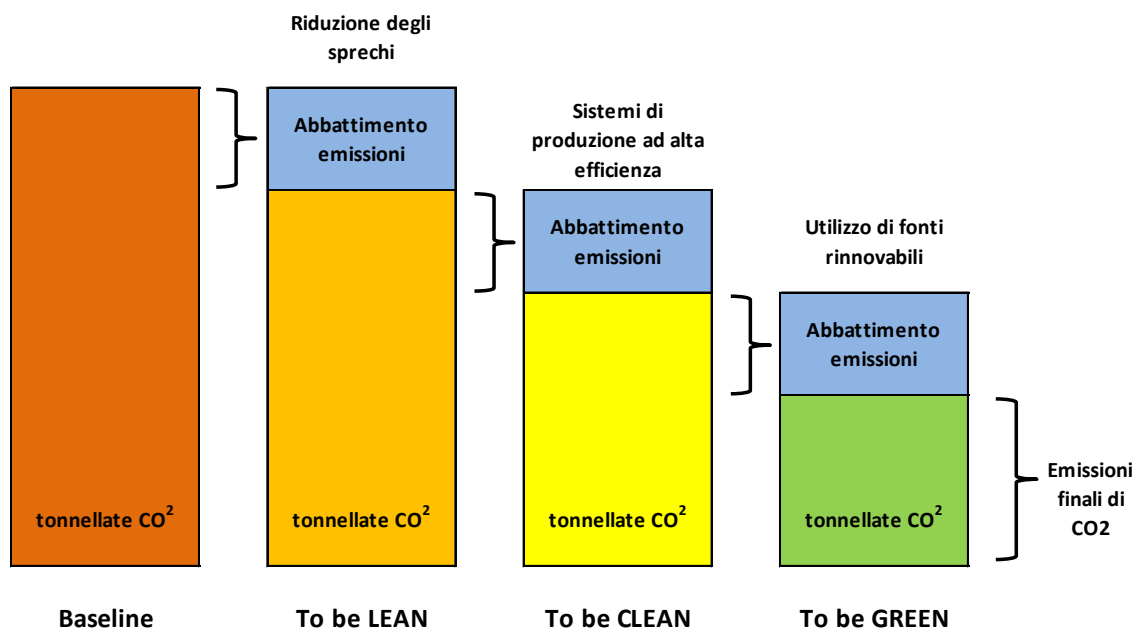 Riduzione degli
sprechi
Abbattimento
emissioni
Sistemi di
produzione ad alta
efficienza
Abbattimento
emissioni
Utilizzo di fonti
rinnovabili
Abbattimento
emissioni
tonnellate CO²
tonnellate CO²
tonnellate CO²
tonnellate CO²
Emissioni
finali di
CO2
Baseline
To be LEAN
To be CLEAN
To be GREEN